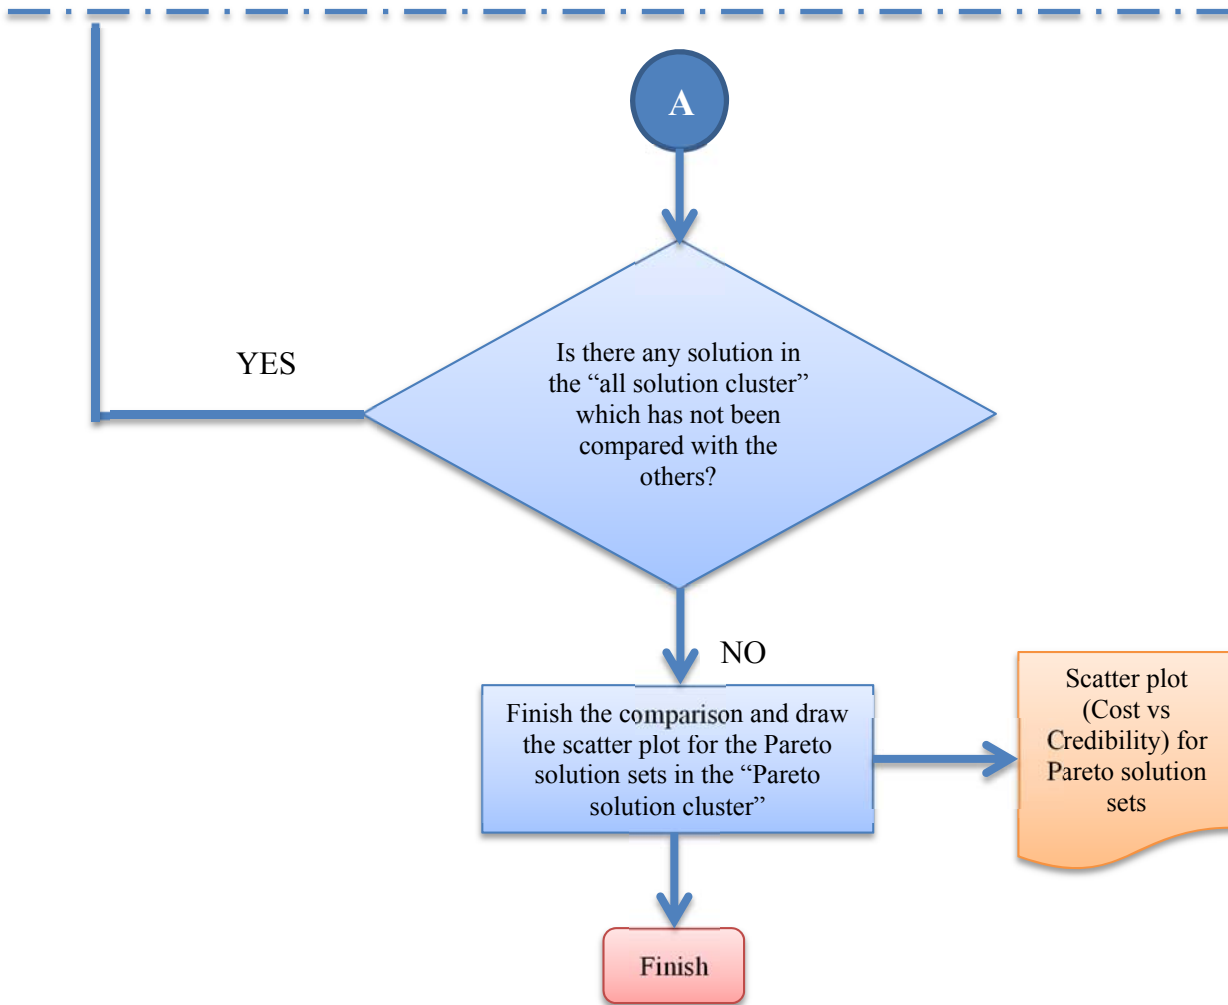 A
Is there any solution in
the “all solution cluster”
which has not been
compared with the
others?
YES
NO
Finish the comparison and draw
the scatter plot for the Pareto
solution sets in the “Pareto
solution cluster”
Scatter plot
(Cost vs
Credibility) for
Pareto solution
sets
Finish